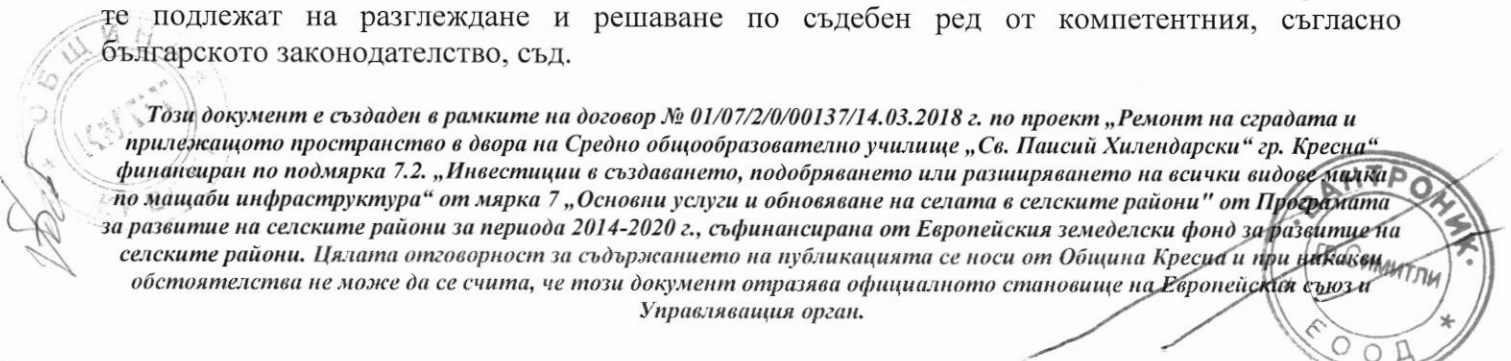 те подлежат на разглеждане и решаване по съдебен ред от компетентния, съгласно
българското законодателство, съд.
Този документ е създаден в рамките на договор № 01/07/2/0/00137/14.03.2018 г. по проект „Ремонт на сградата и
прилежащото пространство в двора на Средно общообразователно училище „Св. Паисий Хилендарски“ гр. Кресна“
финансиран по подмярка 7.2. „Инвестиции в създаването, подобряването или разширяването на всички видове малка
по мащаби инфраструктура“ от мярка 7 „Основни услуги и обновяване на селата в селските райони" от Програмата
за развитие на селските райони за периода 2014-2020 г., съфинансирана от Европейския земеделски фонд за развитие на
селските райони. Цялата отговорност за съдържанието на публикацията се носи от Община Кресна и при никакви
обстоятелства не може да се счита, че този документ отразява официалното становище на Европейския съюз и
Управляващия орган.
ОБЩИН
гр. Симитли
ЕООД